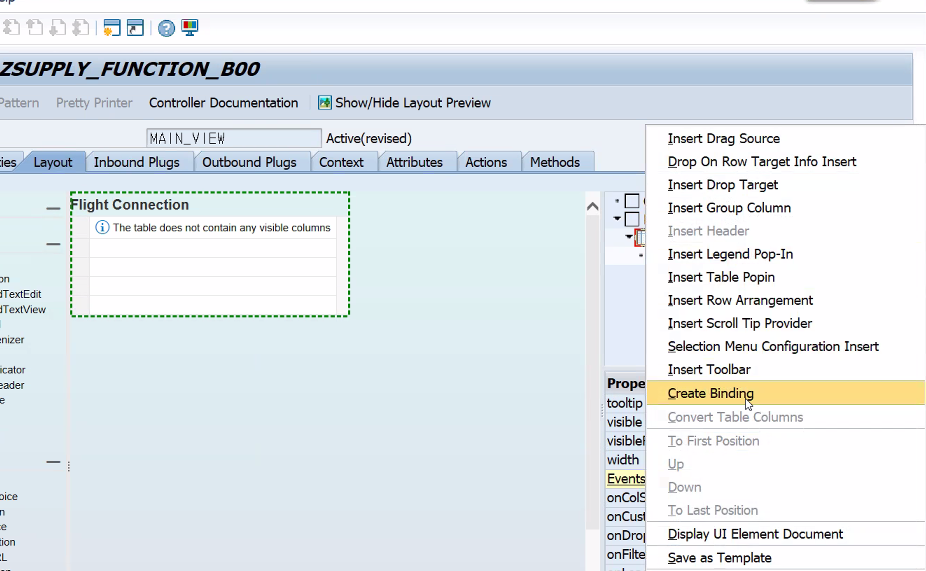 ZSUPPLY_FUNCTION_B00
Pattern Pretty Printer Controller Documentation Show/Hide Layout Preview
MAIN_VIEW Active(revised)
Layout Inbound Plugs Outbound Plugs Context Attributes Actions Methods
Flight Connection
The table does not contain any visible columns
Insert Drag Source
Drop On Row Target Info Insert
Insert Drop Target
Insert Group Column
Insert Header
Insert Legend Pop-In
Insert Table Popin
Insert Row Arrangement
Insert Scroll Tip Provider
Selection Menu Configuration Insert
Insert Toolbar
Create Binding
Convert Table Columns
To First Position
Up
Down
To Last Position
Display UI Element Document
Save as Template
Prope
tooltip
visible
visibleF
width
Events
onColS
onCust
onDrop
onFilte
on
dTextEdit
dTextView
enizer
icator
eader
e
oice
n
ce
tion
RL